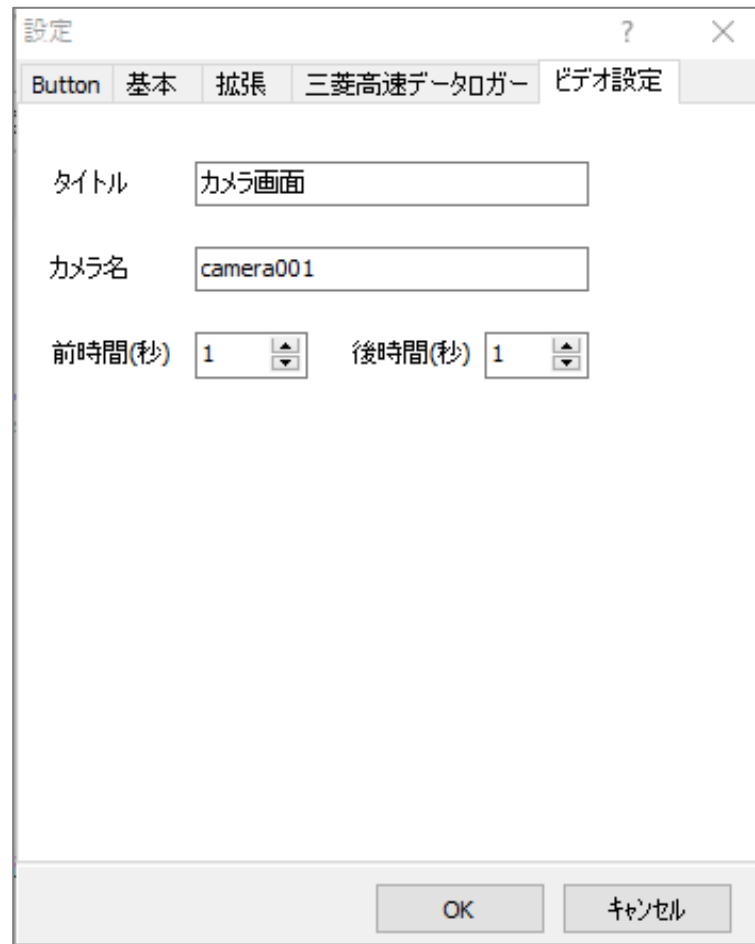 設定 ? ×
Button 基本 拡張 三菱高速データロガー ビデオ設定
タイトル カメラ画面
カメラ名 camera001
前時間(秒) 1 後時間(秒) 1
OK キャンセル